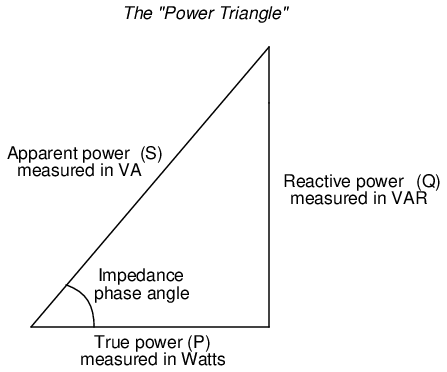 The "Power Triangle"
Apparent power (S)
measured in VA
Reactive power (Q)
measured in VAR
Impedance
phase angle
True power (P)
measured in Watts